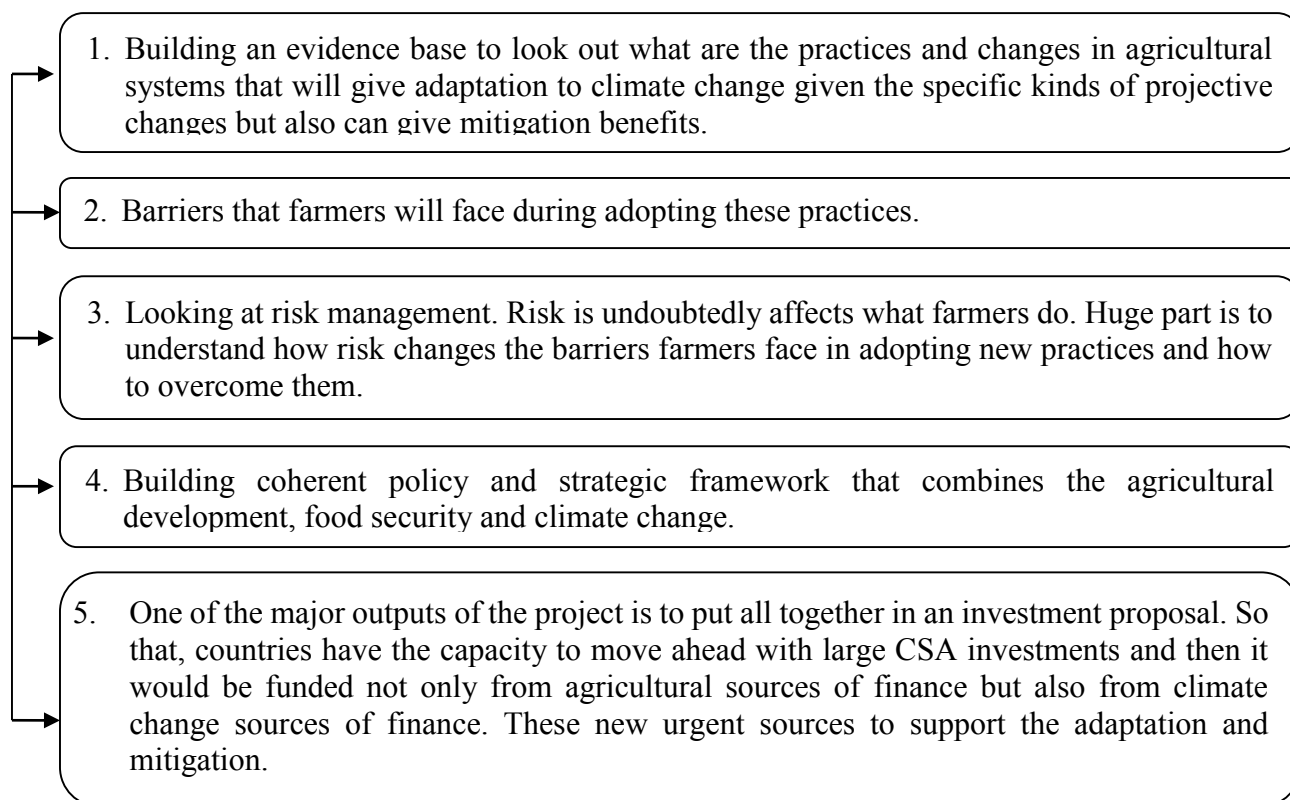 1. Building an evidence base to look out what are the practices and changes in agricultural
systems that will give adaptation to climate change given the specific kinds of projective
changes but also can give mitigation benefits.
2. Barriers that farmers will face during adopting these practices.
3. Looking at risk management. Risk is undoubtedly affects what farmers do. Huge part is to
understand how risk changes the barriers farmers face in adopting new practices and how
to overcome them.
4. Building coherent policy and strategic framework that combines the agricultural
development, food security and climate change.
5. One of the major outputs of the project is to put all together in an investment proposal. So
that, countries have the capacity to move ahead with large CSA investments and then it
would be funded not only from agricultural sources of finance but also from climate
change sources of finance. These new urgent sources to support the adaptation and
mitigation.